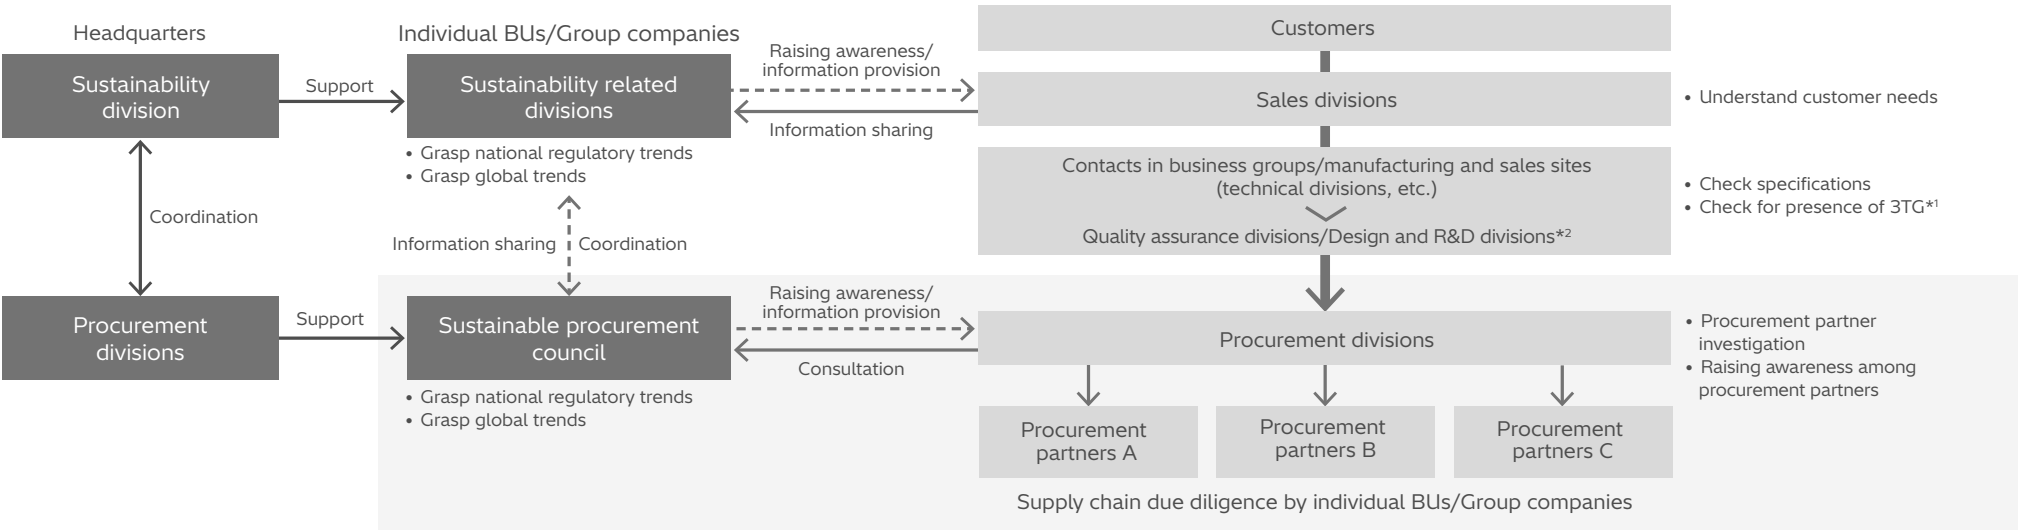 Headquarters
Individual BUs/Group companies
Sustainability
division
Support
Sustainability related
divisions
• Grasp national regulatory trends
• Grasp global trends
Raising awareness/
information provision
Information sharing
Customers
Sales divisions
• Understand customer needs
Contacts in business groups/manufacturing and sales sites
(technical divisions, etc.)
Quality assurance divisions/Design and R&D divisions*2
• Check specifications
• Check for presence of 3TG*1
Coordination
Information sharing
Coordination
Procurement
divisions
Support
Sustainable procurement
council
• Grasp national regulatory trends
• Grasp global trends
Raising awareness/
information provision
Consultation
Procurement divisions
• Procurement partner
investigation
• Raising awareness among
procurement partners
Procurement
partners A
Procurement
partners B
Procurement
partners C
Supply chain due diligence by individual BUs/Group companies